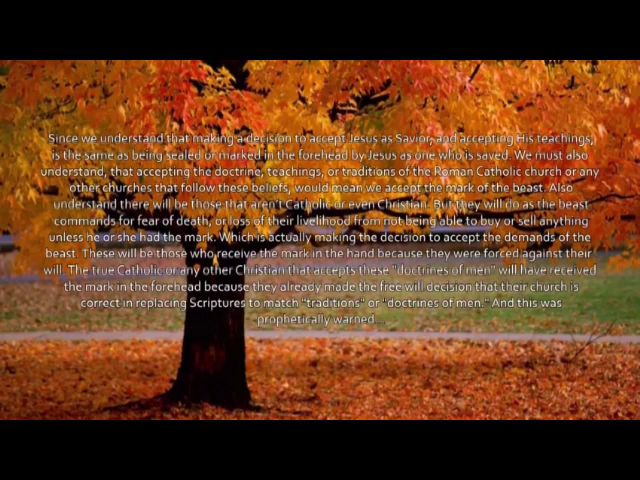 Since we understand that making a decision to accept Jesus as Savior, and accepting His teachings,
is the same as being sealed or marked in the forehead by Jesus as one who is saved. We must also
understand, that accepting the doctrine, teachings, or traditions of the Roman Catholic church or any
other churches that follow these beliefs, would mean we accept the mark of the beast. Also
understand there will be those that aren't Catholic or even Christian. But they will do as the beast
commands for fear of death, or loss of their livelihood from not being able to buy or sell anything
unless he or she had the mark. Which is actually making the decision to accept the demands of the
beast. These will be those who receive the mark in the hand because they were forced against their
will. The true Catholic or any other Christian that accepts these "doctrines of men" will have received
the mark in the forehead because they already made the free will decision that their church is
correct in replacing Scriptures to match "traditions" or "doctrines of men." And this was
prophetically warned...